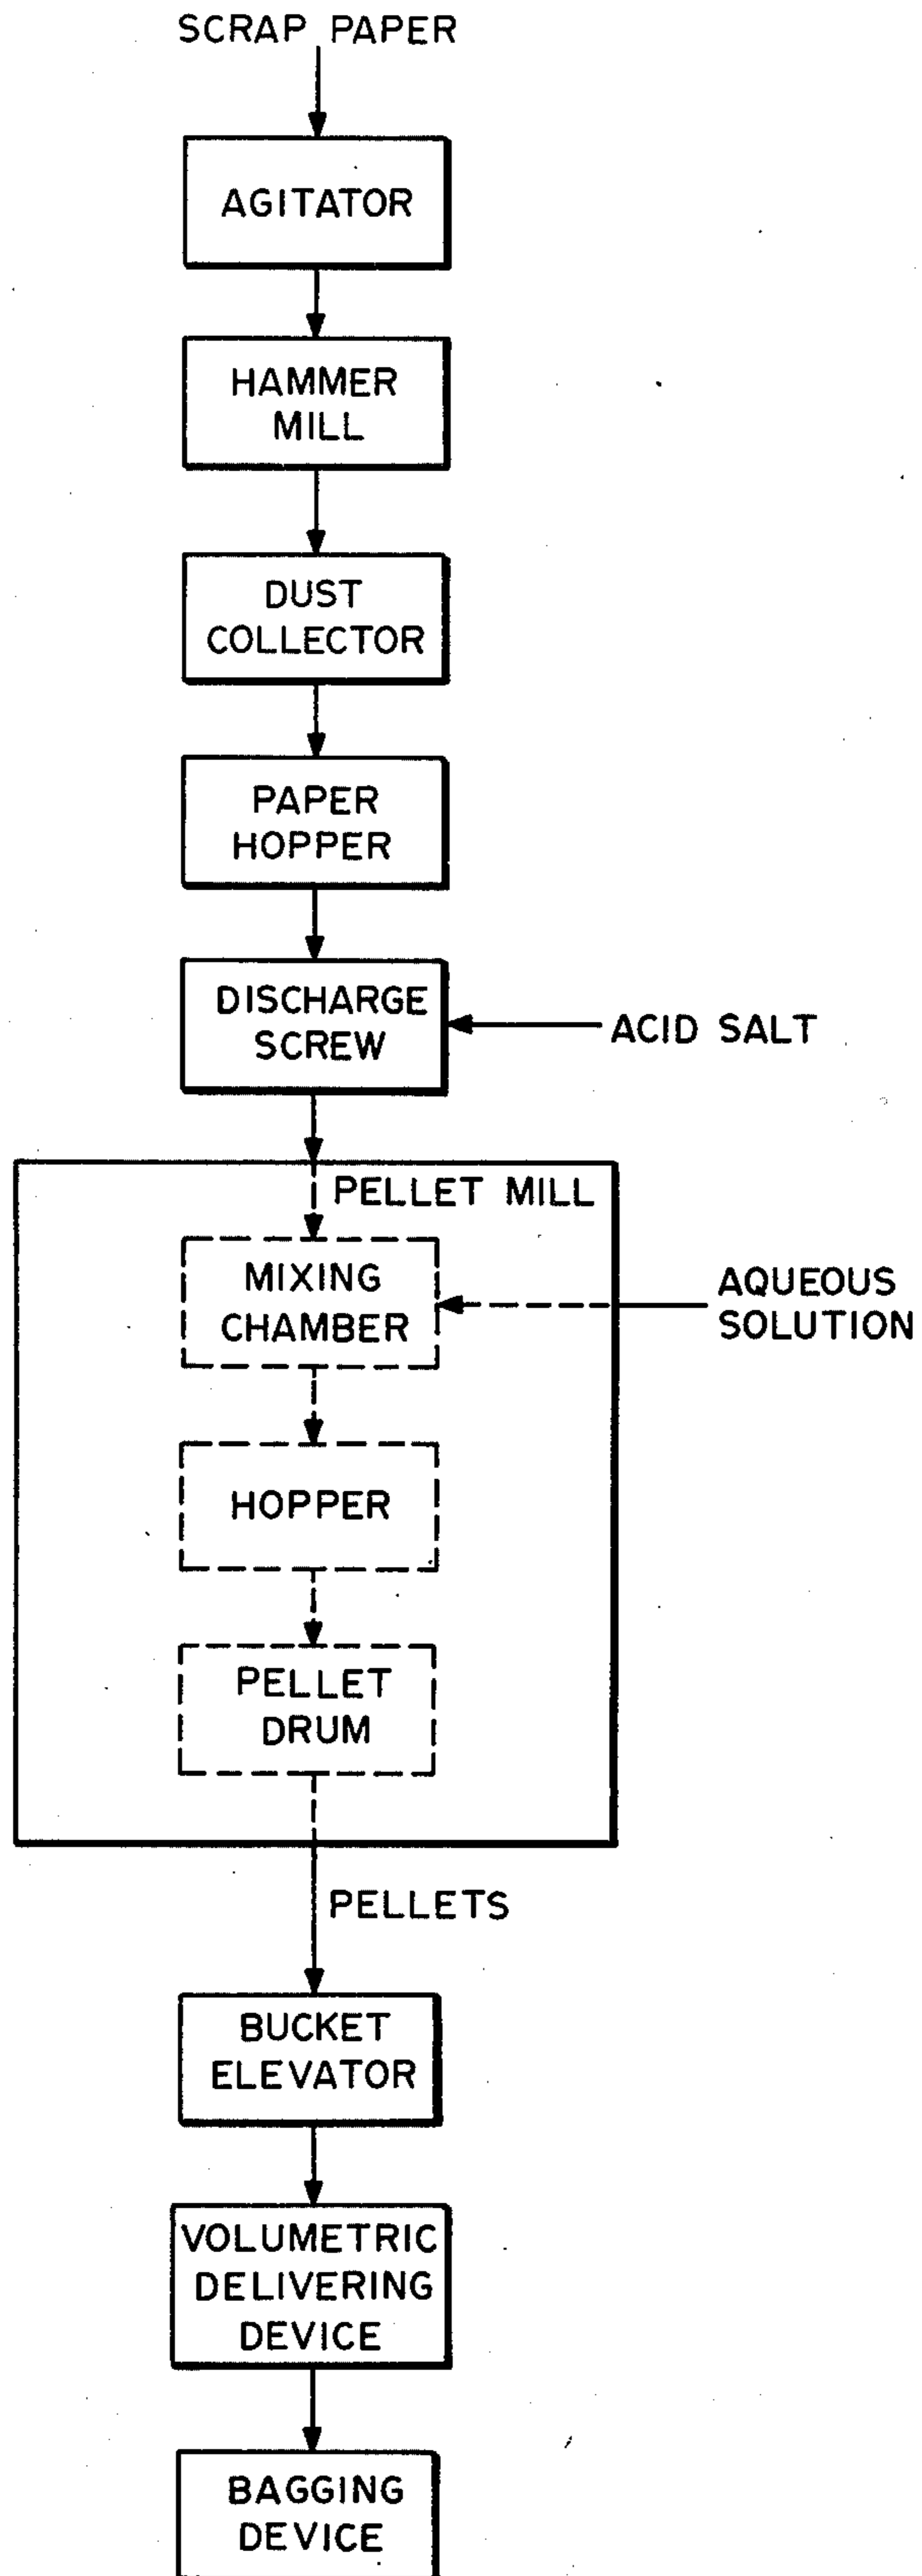 SCRAP PAPER
AGITATOR
HAMMER
MILL
DUST
COLLECTOR
PAPER
HOPPER
DISCHARGE
SCREW
ACID SALT
PELLET MILL
MIXING
CHAMBER
AQUEOUS
SOLUTION
HOPPER
PELLET
DRUM
PELLETS
BUCKET
ELEVATOR
VOLUMETRIC
DELIVERING
DEVICE
BAGGING
DEVICE